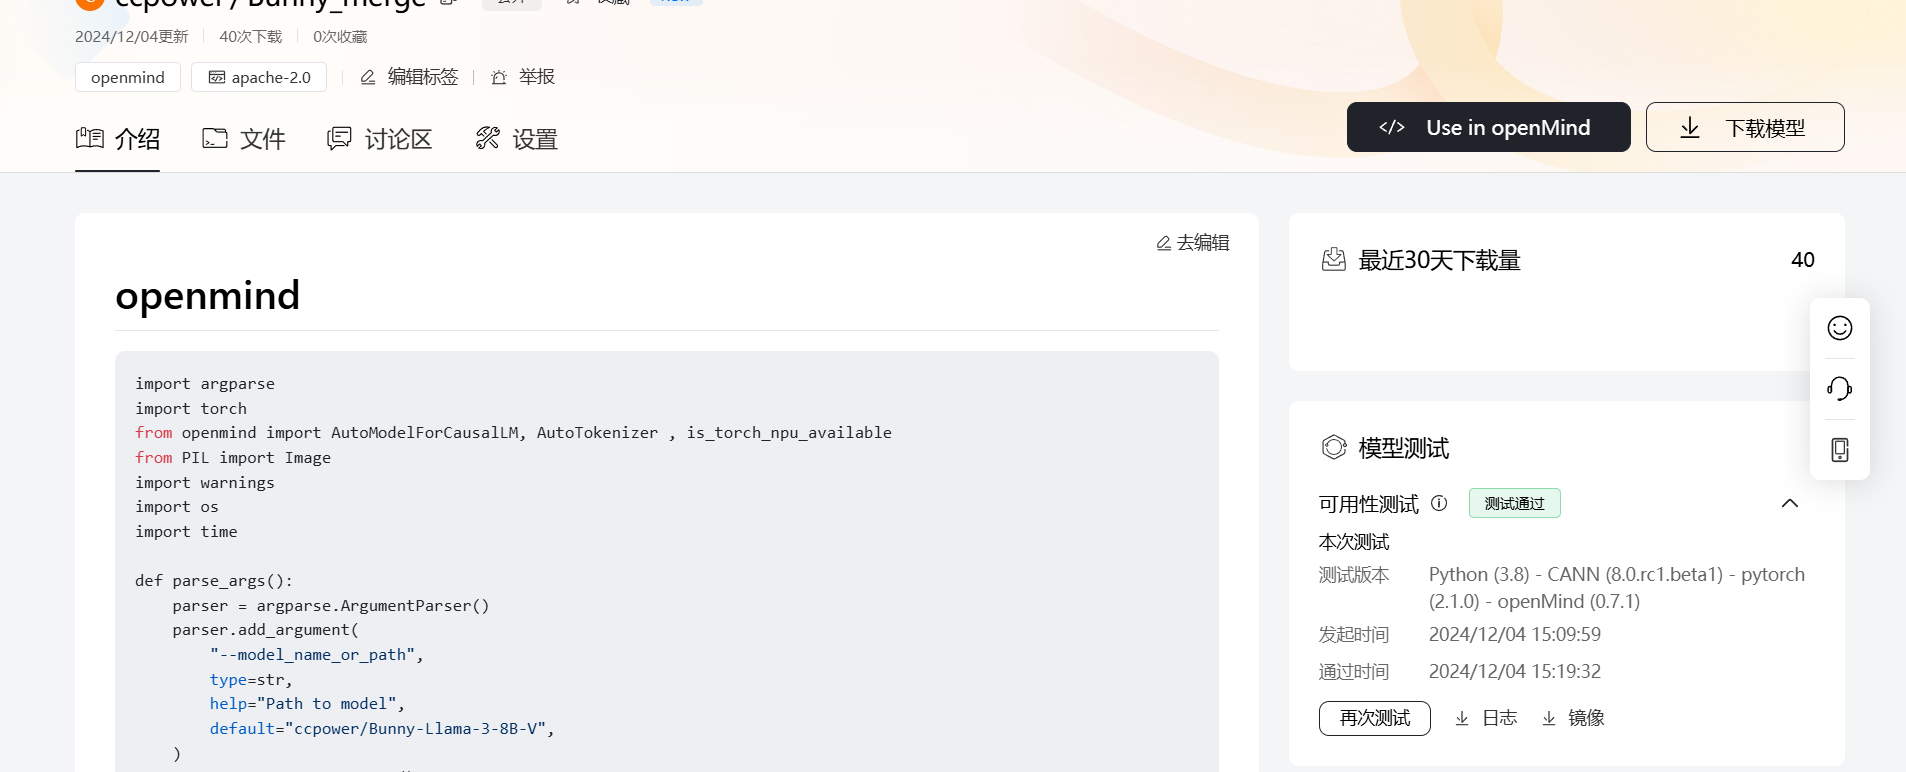 ccpower / Bunny_merge
2024/12/04更新 40次下载 0次收藏
openmind apache-2.0 编辑标签 举报
介绍 文件 讨论区 设置
Use in openMind 下载模型
去编辑
openmind
import argparse
import torch
from openmind import AutoModelForCausalLM, AutoTokenizer , is_torch_npu_available
from PIL import Image
import warnings
import os
import time
def parse_args():
parser = argparse.ArgumentParser()
parser.add_argument(
"--model_name_or_path",
type=str,
help="Path to model",
default="ccpower/Bunny-Llama-3-8B-V",
)
最近30天下载量 40
模型测试
可用性测试 测试通过
本次测试
测试版本 Python (3.8) - CANN (8.0.rc1.beta1) - pytorch
(2.1.0) - openMind (0.7.1)
发起时间 2024/12/04 15:09:59
通过时间 2024/12/04 15:19:32
再次测试 日志 镜像